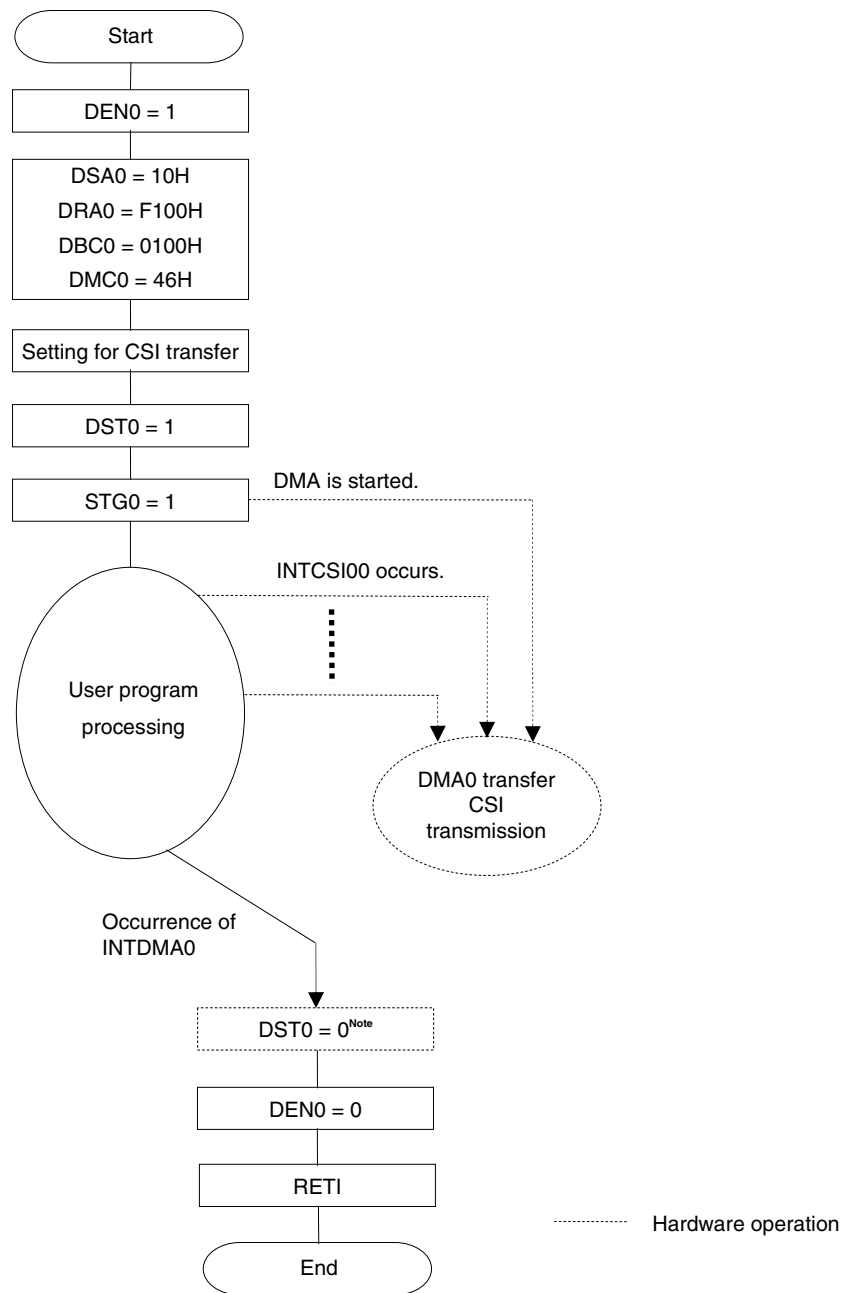 Start
DEN0 = 1
DSA0 = 10H
DRA0 = F100H
DBC0 = 0100H
DMC0 = 46H
Setting for CSI transfer
DST0 = 1
STG0 = 1
DMA is started.
INTCSI00 occurs.
User program
processing
DMA0 transfer
CSI
transmission
Occurrence of
INTDMA0
DST0 = 0Note
DEN0 = 0
RETI
Hardware operation
End